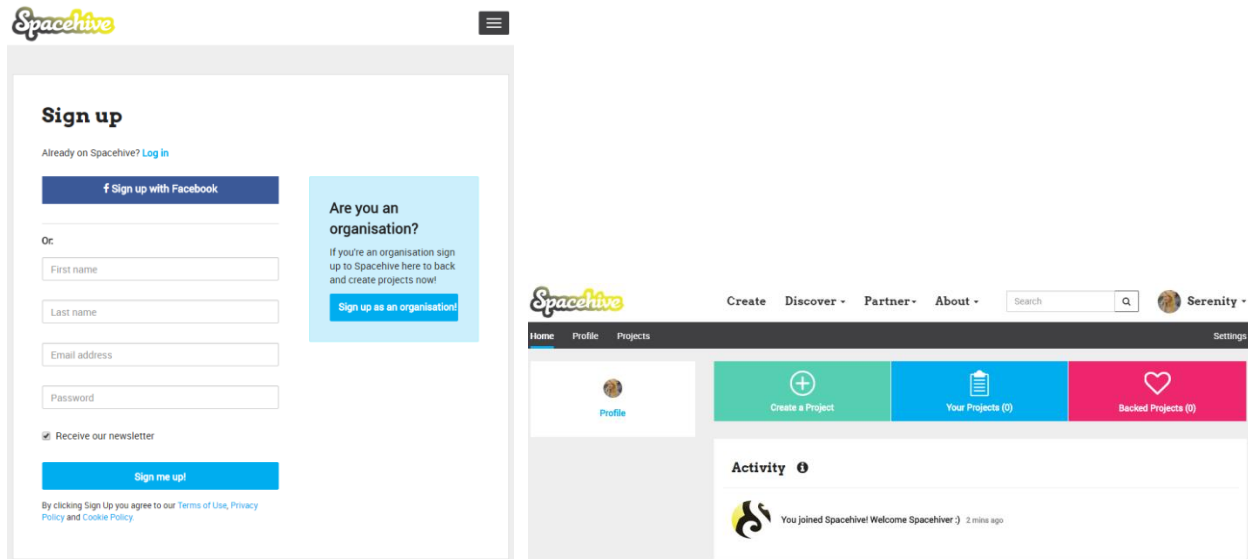 Spacehive
Sign up
Already on Spacehive? Log in
f Sign up with Facebook
Or:
First name
Last name
Email address
Password
Receive our newsletter
Sign me up!
By clicking Sign Up you agree to our Terms of Use, Privacy
Policy and Cookie Policy.
Are you an
organisation?
If you're an organisation sign
up to Spacehive here to back
and create projects now!
Sign up as an organisation!
Spacehive
Create Discover Partner About Search Serenity
Home Profile Projects Settings
Profile
Create a Project
Your Projects (0)
Backed Projects (0)
Activity
You joined Spacehive! Welcome Spacehiver :) 2 mins ago